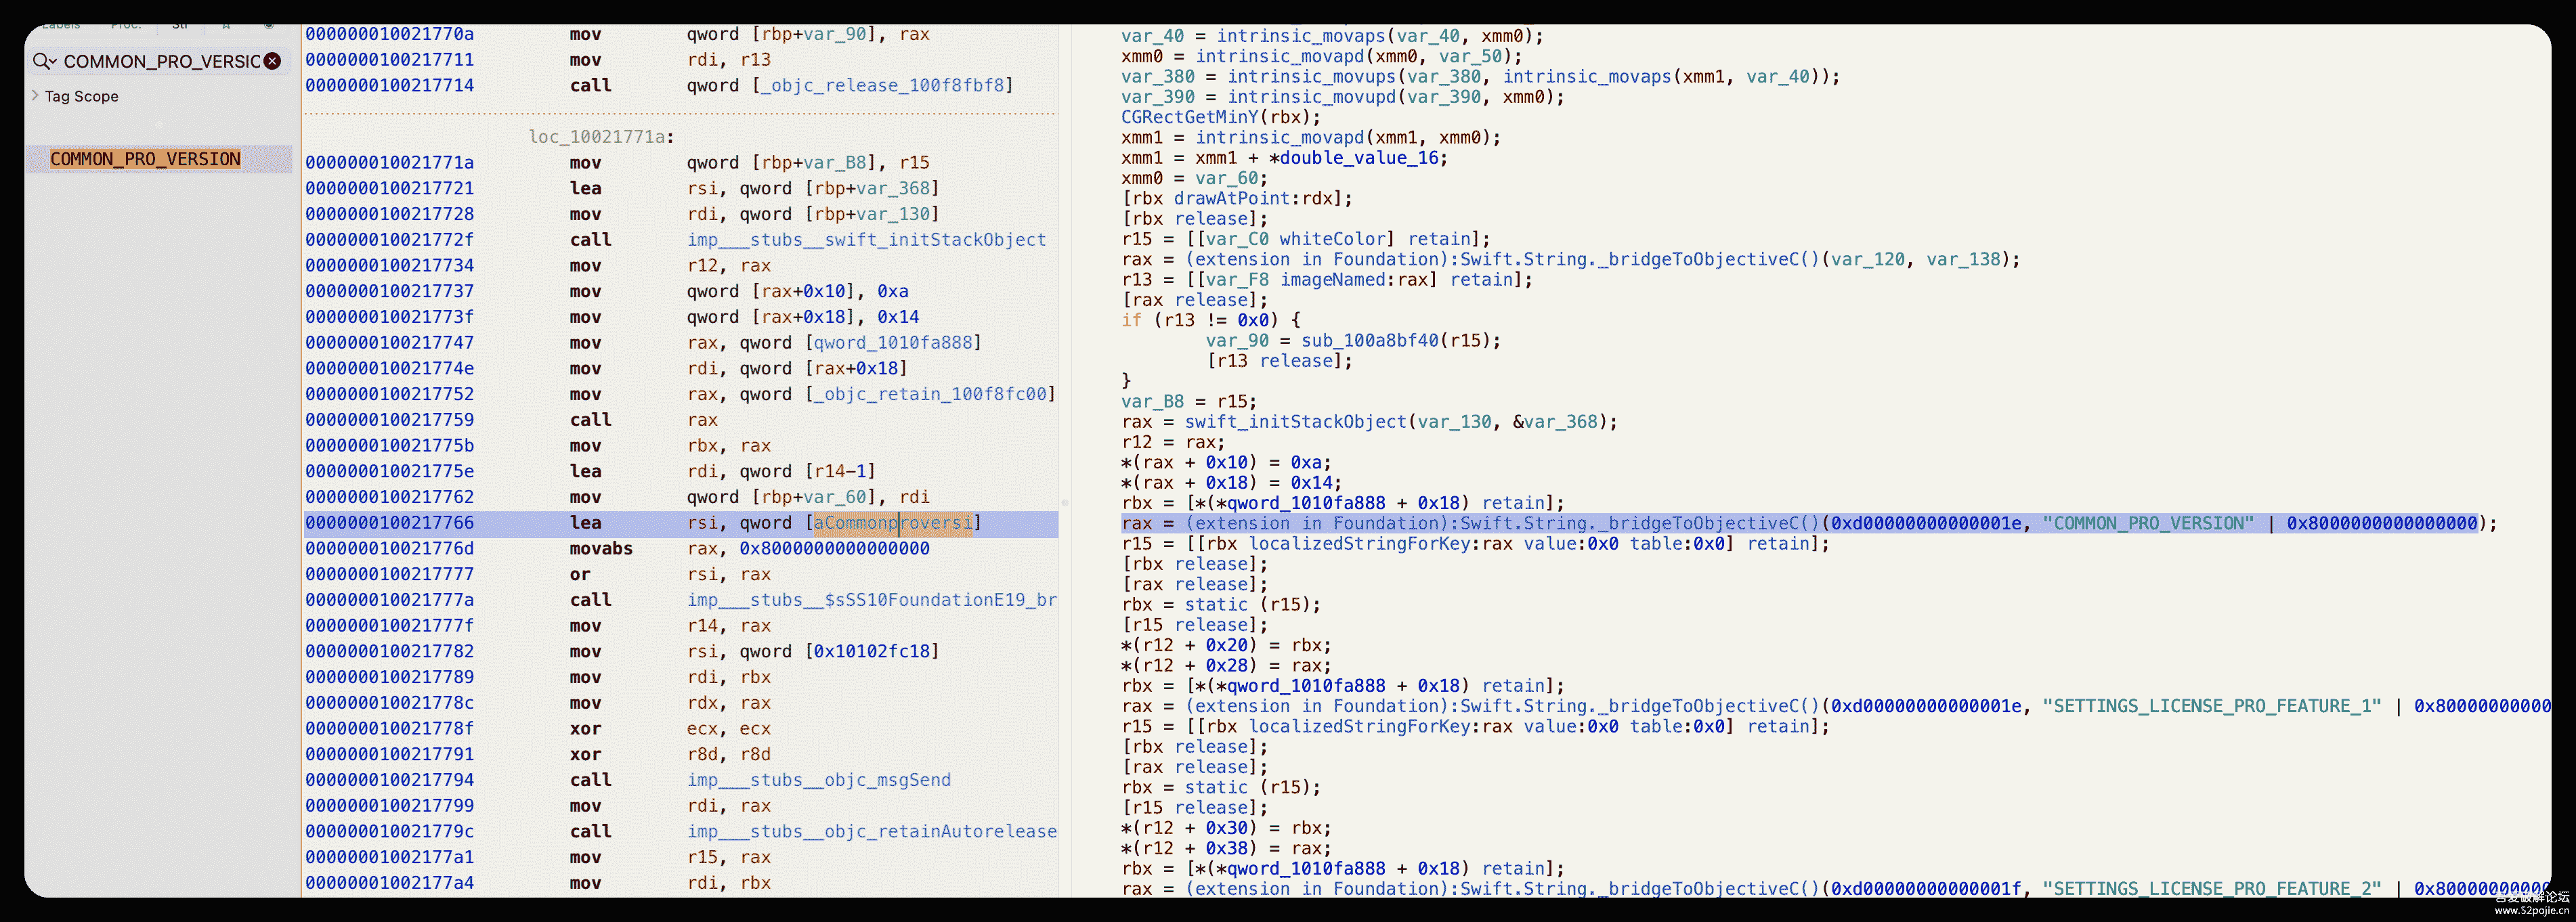 Labels Proc. Str
COMMON_PRO_VERSIC
Tag Scope
COMMON_PRO_VERSION
000000010021770a mov qword [rbp+var_90], rax
0000000100217711 mov rdi, r13
0000000100217714 call qword [_objc_release_100f8fbf8]
loc_10021771a:
000000010021771a mov qword [rbp+var_B8], r15
0000000100217721 lea rsi, qword [rbp+var_368]
0000000100217728 mov rdi, qword [rbp+var_130]
000000010021772f call imp___stubs__swift_initStackObject
0000000100217734 mov r12, rax
0000000100217737 mov qword [rax+0x10], 0xa
000000010021773f mov qword [rax+0x18], 0x14
0000000100217747 mov rax, qword [qword_1010fa888]
000000010021774e mov rdi, qword [rax+0x18]
0000000100217752 mov rax, qword [_objc_retain_100f8fc00]
0000000100217759 call rax
000000010021775b mov rbx, rax
000000010021775e lea rdi, qword [r14-1]
0000000100217762 mov qword [rbp+var_60], rdi
0000000100217766 lea rsi, qword [aCommonproversi]
000000010021776d movabs rax, 0x8000000000000000
0000000100217777 or rsi, rax
000000010021777a call imp___stubs__$sSS10FoundationE19_br
000000010021777f mov r14, rax
0000000100217782 mov rsi, qword [0x10102fc18]
0000000100217789 mov rdi, rbx
000000010021778c mov rdx, rax
000000010021778f xor ecx, ecx
0000000100217791 xor r8d, r8d
0000000100217794 call imp___stubs__objc_msgSend
0000000100217799 mov rdi, rax
000000010021779c call imp___stubs__objc_retainAutorelease
00000001002177a1 mov r15, rax
00000001002177a4 mov rdi, rbx
var_40 = intrinsic_movaps(var_40, xmm0);
xmm0 = intrinsic_movapd(xmm0, var_50);
var_380 = intrinsic_movups(var_380, intrinsic_movaps(xmm1, var_40));
var_390 = intrinsic_movupd(var_390, xmm0);
CGRectGetMinY(rbx);
xmm1 = intrinsic_movapd(xmm1, xmm0);
xmm1 = xmm1 + *double_value_16;
xmm0 = var_60;
[rbx drawAtPoint:rdx];
[rbx release];
r15 = [[var_C0 whiteColor] retain];
rax = (extension in Foundation):Swift.String._bridgeToObjectiveC()(var_120, var_138);
r13 = [[var_F8 imageNamed:rax] retain];
[rax release];
if (r13 != 0x0) {
var_90 = sub_100a8bf40(r15);
[r13 release];
}
var_B8 = r15;
rax = swift_initStackObject(var_130, &var_368);
r12 = rax;
*(rax + 0x10) = 0xa;
*(rax + 0x18) = 0x14;
rbx = [*(*qword_1010fa888 + 0x18) retain];
rax = (extension in Foundation):Swift.String._bridgeToObjectiveC()(0xd00000000000001e, "COMMON_PRO_VERSION" | 0x8000000000000000);
r15 = [[rbx localizedStringForKey:rax value:0x0 table:0x0] retain];
[rbx release];
[rax release];
rbx = static (r15);
[r15 release];
*(r12 + 0x20) = rbx;
*(r12 + 0x28) = rax;
rbx = [*(*qword_1010fa888 + 0x18) retain];
rax = (extension in Foundation):Swift.String._bridgeToObjectiveC()(0xd00000000000001e, "SETTINGS_LICENSE_PRO_FEATURE_1" | 0x80000000000
r15 = [[rbx localizedStringForKey:rax value:0x0 table:0x0] retain];
[rbx release];
[rax release];
rbx = static (r15);
[r15 release];
*(r12 + 0x30) = rbx;
*(r12 + 0x38) = rax;
rbx = [*(*qword_1010fa888 + 0x18) retain];
rax = (extension in Foundation):Swift.String._bridgeToObjectiveC()(0xd00000000000001f, "SETTINGS_LICENSE_PRO_FEATURE_2" | 0x80000000000
吾爱破解论坛
www.52pojie.cn